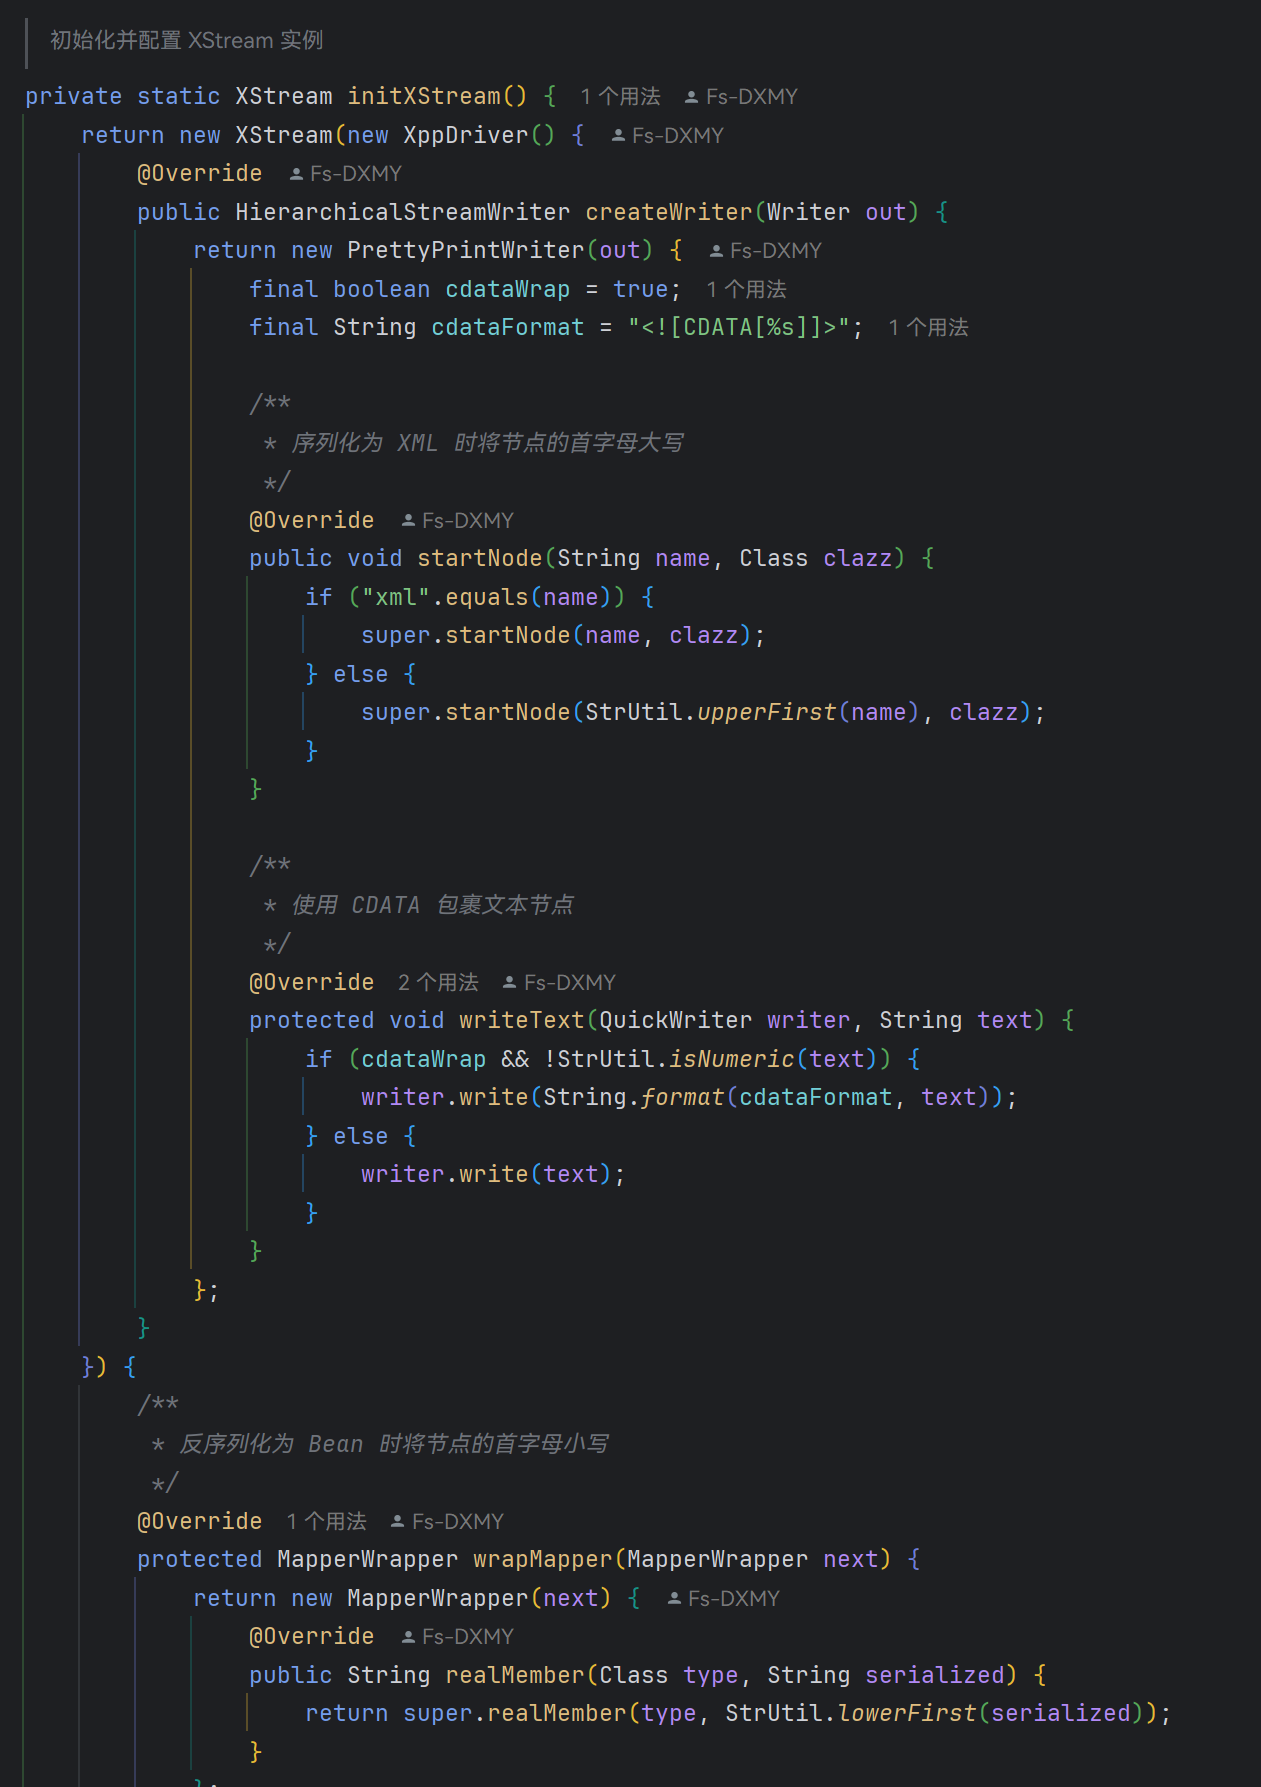 初始化并配置 XStream 实例
private static XStream initXStream() {  1 个用法  Fs-DXMY
    return new XStream(new XppDriver() {  Fs-DXMY
        @Override  Fs-DXMY
        public HierarchicalStreamWriter createWriter(Writer out) {
            return new PrettyPrintWriter(out) {  Fs-DXMY
                final boolean cdataWrap = true;  1 个用法
                final String cdataFormat = "<![CDATA[%s]]>";  1 个用法

                /**
                 * 序列化为 XML 时将节点的首字母大写
                 */
                @Override  Fs-DXMY
                public void startNode(String name, Class clazz) {
                    if ("xml".equals(name)) {
                        super.startNode(name, clazz);
                    } else {
                        super.startNode(StrUtil.upperFirst(name), clazz);
                    }
                }

                /**
                 * 使用 CDATA 包裹文本节点
                 */
                @Override  2 个用法  Fs-DXMY
                protected void writeText(QuickWriter writer, String text) {
                    if (cdataWrap && !StrUtil.isNumeric(text)) {
                        writer.write(String.format(cdataFormat, text));
                    } else {
                        writer.write(text);
                    }
                }
            };
        }
    }) {
        /**
         * 反序列化为 Bean 时将节点的首字母小写
         */
        @Override  1 个用法  Fs-DXMY
        protected MapperWrapper wrapMapper(MapperWrapper next) {
            return new MapperWrapper(next) {  Fs-DXMY
                @Override  Fs-DXMY
                public String realMember(Class type, String serialized) {
                    return super.realMember(type, StrUtil.lowerFirst(serialized));
                }
            };